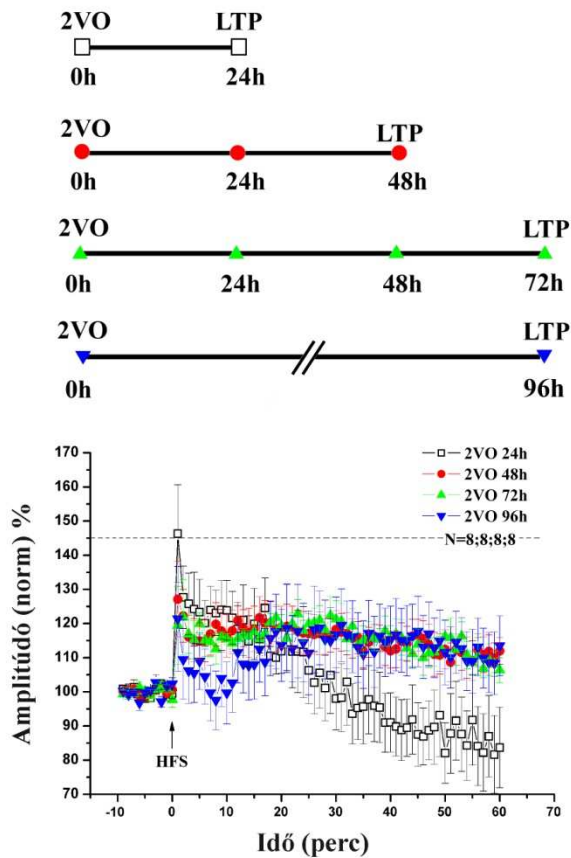 2VO LTP
0h 24h
2VO LTP
0h 24h 48h
2VO LTP
0h 24h 48h 72h
2VO LTP
0h 96h
170
160
150
140
130
120
110
100
90
80
70
-10 0 10 20 30 40 50 60 70
Amplitúdó (norm) %
Idő (perc)
HFS
2VO 24h
2VO 48h
2VO 72h
2VO 96h
N=8;8;8;8